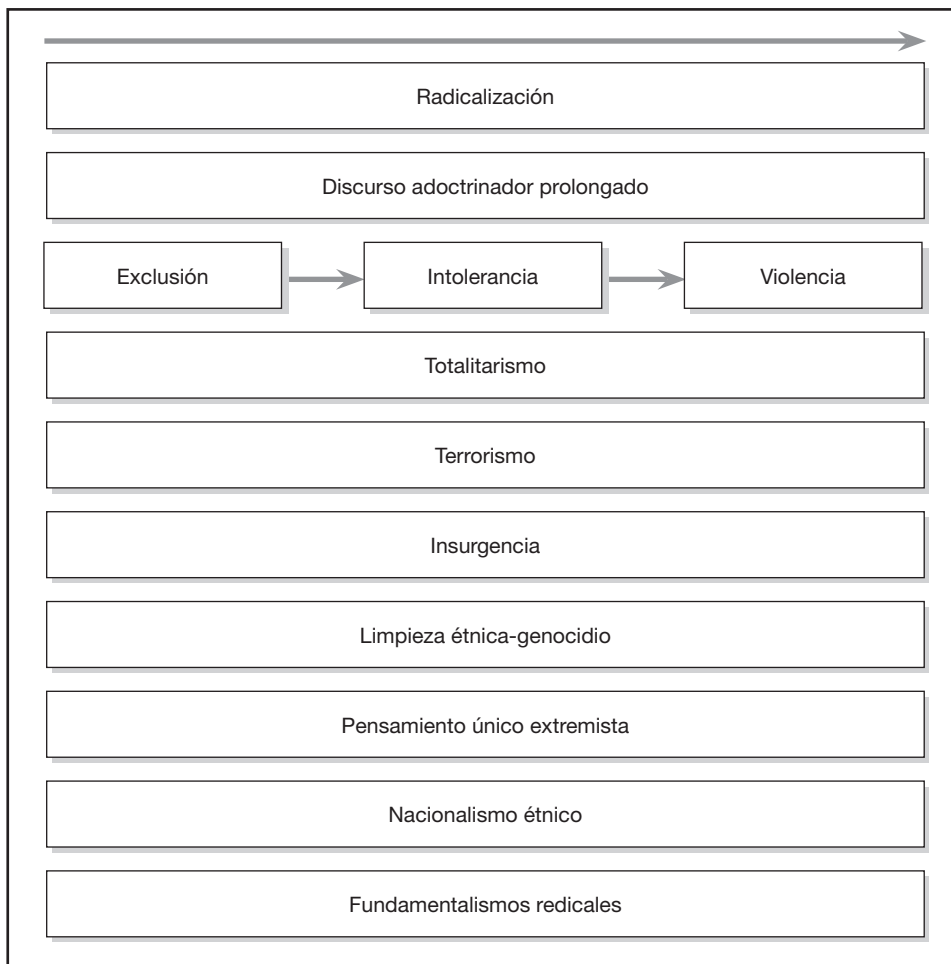 Radicalización
Discurso adoctrinador prolongado
Exclusión
Intolerancia
Violencia
Totalitarismo
Terrorismo
Insurgencia
Limpieza étnica-genocidio
Pensamiento único extremista
Nacionalismo étnico
Fundamentalismos redicales